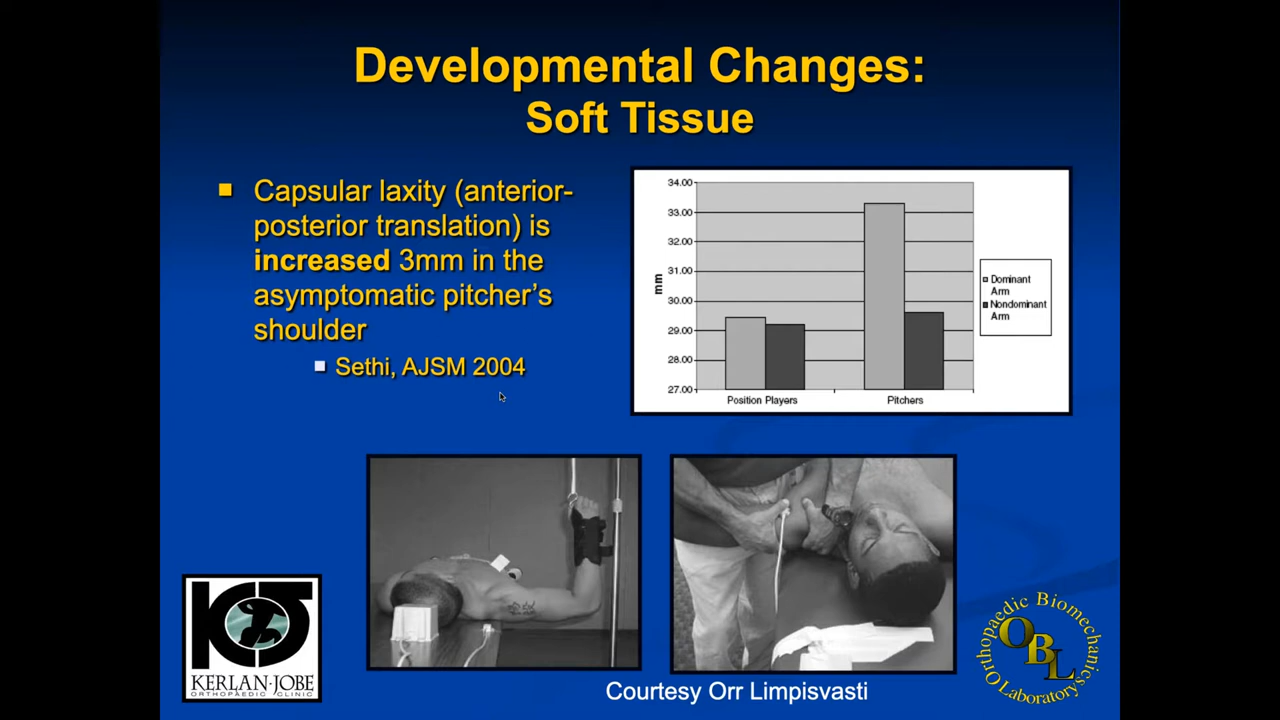 Developmental Changes:
Soft Tissue
Capsular laxity (anterior-
posterior translation) is
increased 3mm in the
asymptomatic pitcher’s
shoulder
Sethi, AJSM 2004
34.00
33.00
32.00
31.00
30.00
29.00
28.00
27.00
mm
Position Players
Pitchers
Dominant
Arm
Nondominant
Arm
KERLAN·JOBE
ORTHOPAEDIC CLINIC
Courtesy Orr Limpisvasti
Orthopaedic Biomechanics
OBL
Laboratory